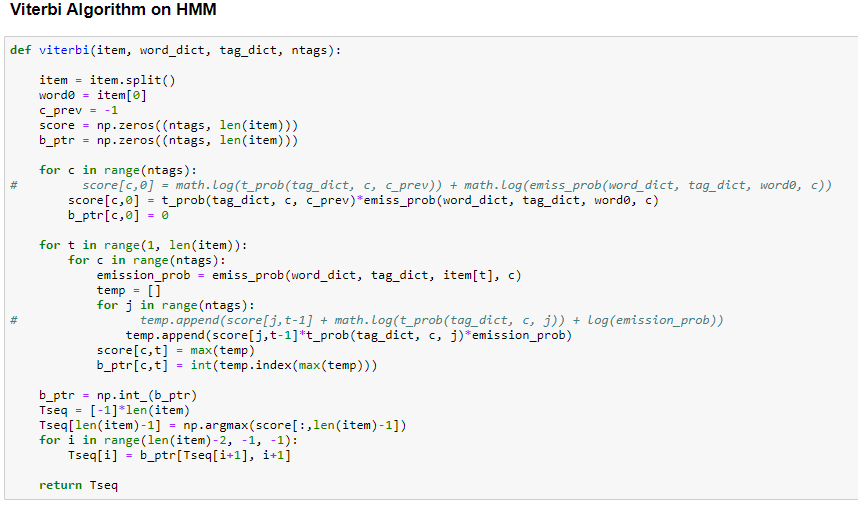 Viterbi Algorithm on HMM
def viterbi(item, word_dict, tag_dict, ntags):
    item = item.split()
    word0 = item[0]
    c_prev = -1
    score = np.zeros((ntags, len(item)))
    b_ptr = np.zeros((ntags, len(item)))
    for c in range(ntags):
#         score[c,0] = math.log(t_prob(tag_dict, c, c_prev)) + math.log(emiss_prob(word_dict, tag_dict, word0, c))
        score[c,0] = t_prob(tag_dict, c, c_prev)*emiss_prob(word_dict, tag_dict, word0, c)
        b_ptr[c,0] = 0
    for t in range(1, len(item)):
        for c in range(ntags):
            emission_prob = emiss_prob(word_dict, tag_dict, item[t], c)
            temp = []
            for j in range(ntags):
#                 temp.append(score[j,t-1] + math.log(t_prob(tag_dict, c, j)) + log(emission_prob))
                temp.append(score[j,t-1]*t_prob(tag_dict, c, j)*emission_prob)
            score[c,t] = max(temp)
            b_ptr[c,t] = int(temp.index(max(temp)))
    b_ptr = np.int_(b_ptr)
    Tseq = [-1]*len(item)
    Tseq[len(item)-1] = np.argmax(score[:,len(item)-1])
    for i in range(len(item)-2, -1, -1):
        Tseq[i] = b_ptr[Tseq[i+1], i+1]
    return Tseq